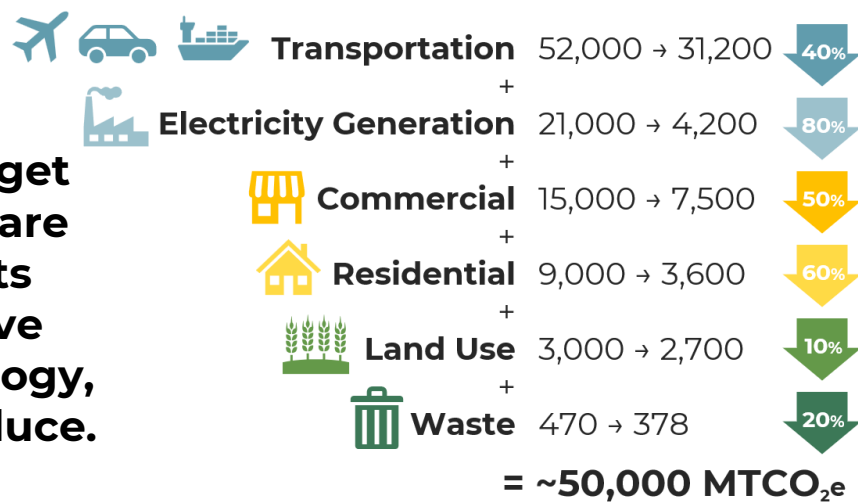 Transportation 52,000 → 31,200 40%
+
Electricity Generation 21,000 → 4,200 80%
+
get
Commercial 15,000 → 7,500 50%
are
+
ts
Residential 9,000 → 3,600 60%
ve
+
Land Use 3,000 → 2,700 10%
ogy,
+
Waste 470 → 378 20%
luce.
= ~50,000 MTCO₂e